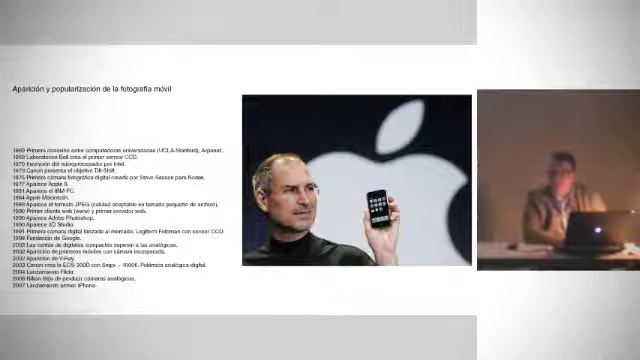 Aparición y popularización de la fotografía móvil
1969 Primera conexión entre computadoras universitarias (UCLA-Stanford), Arpanet.
1969 Laboratorios Bell crea el primer sensor CCD.
1970 Invención del microprocesador por Intel.
1973 Canon presenta el objetivo Tilt-Shift.
1975 Primera cámara fotográfica digital creada por Steve Sasson para Kodak.
1977 Aparece Apple II.
1981 Aparece el IBM PC.
1984 Apple Macintosh.
1988 Aparece el formato JPEG (calidad aceptable en tamaño pequeño de archivo).
1990 Primer cliente web (www) y primer servidor web.
1990 Aparece Adobe Photoshop.
1990 Aparece 3D Studio.
1991 Primera cámara digital lanzada al mercado, Logitech Fotoman con sensor CCD
1998 Fundación de Google.
2002 Las ventas de digitales compactas superan a las analógicas.
2002 Aparición de primeros móviles con cámara incorporada.
2002 Aparición de V-Ray
2003 Canon crea la EOS 300D con 6mpx - 1000€. Polémica analógica-digital.
2004 Lanzamiento Flickr.
2006 Nikon deja de producir cámaras analógicas.
2007 Lanzamiento primer iPhone.